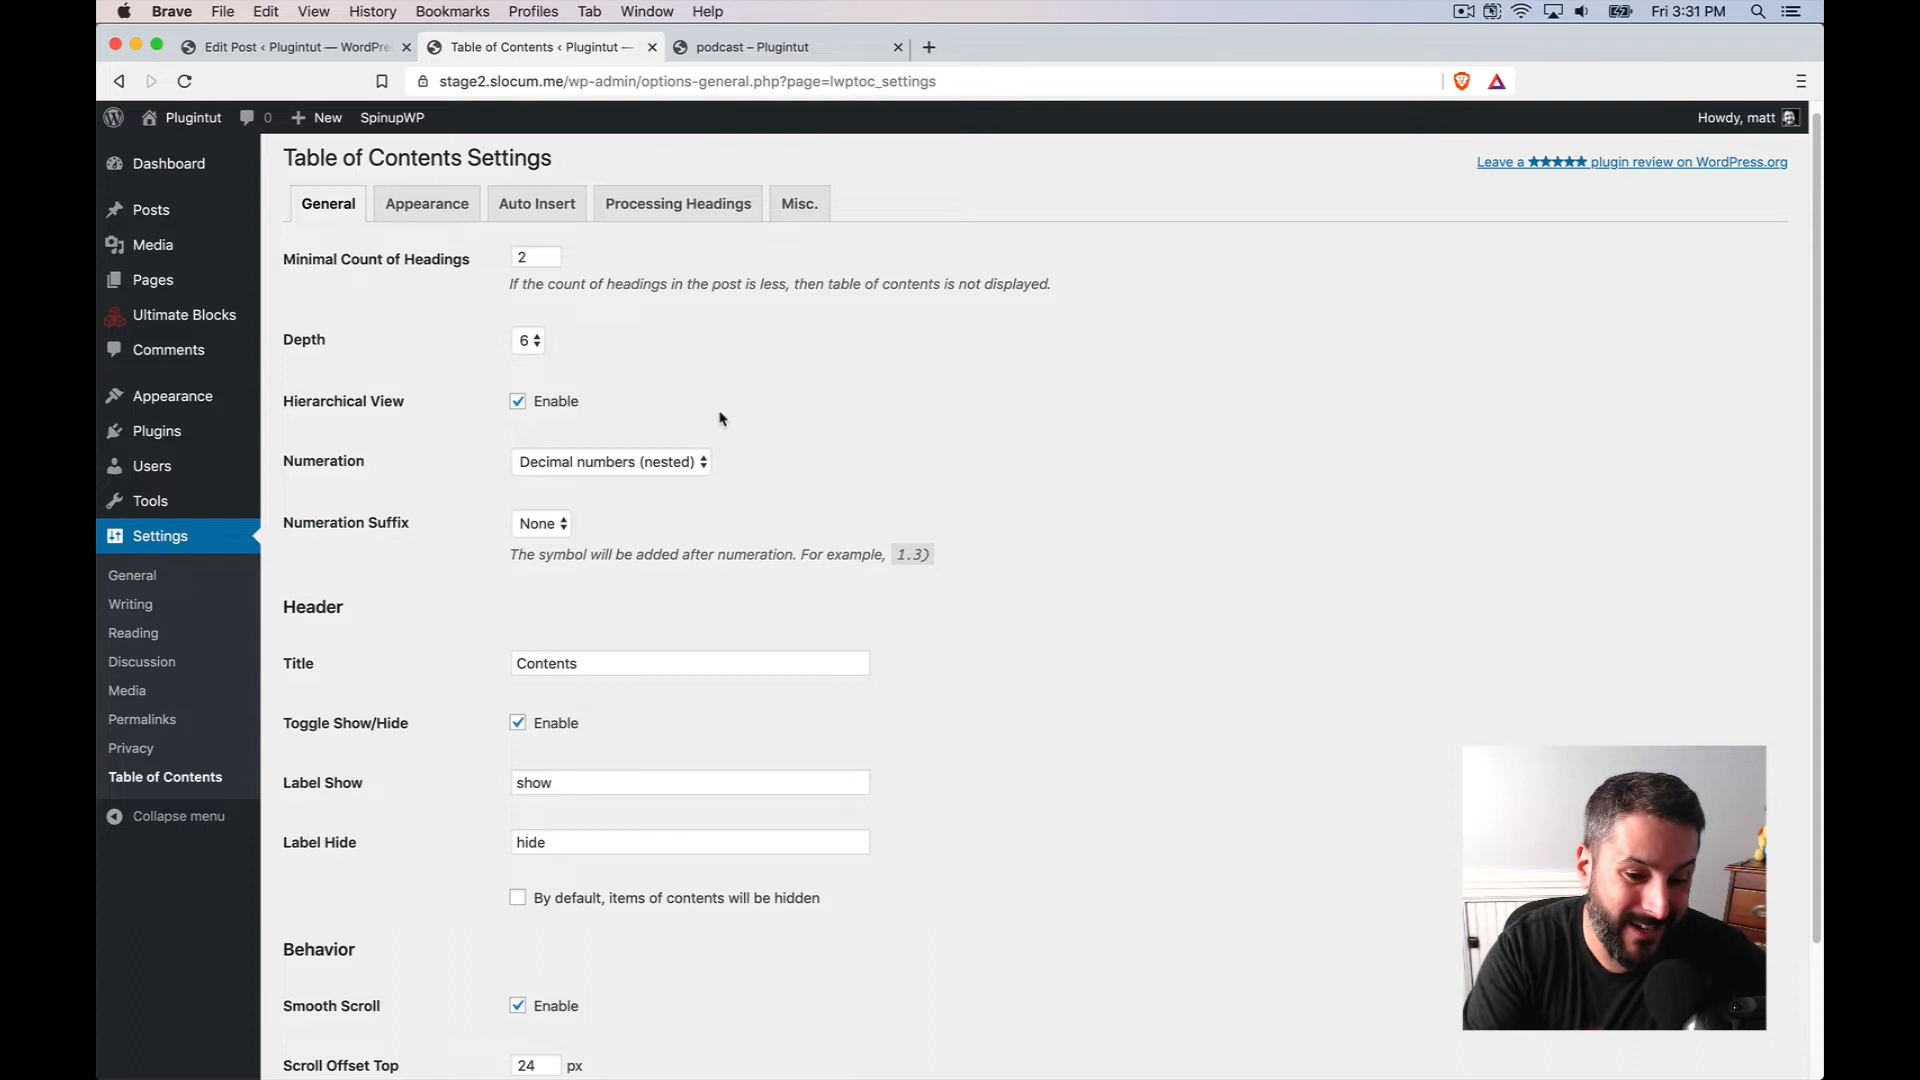 Brave File Edit View History Bookmarks Profiles Tab Window Help Fri 3:31 PM
Edit Post ‹ Plugintut — WordPre Table of Contents ‹ Plugintut — podcast – Plugintut
stage2.slocum.me/wp-admin/options-general.php?page=lwptoc_settings
Plugintut 0 New SpinupWP Howdy, matt
Dashboard
Posts
Media
Pages
Ultimate Blocks
Comments
Appearance
Plugins
Users
Tools
Settings
General
Writing
Reading
Discussion
Media
Permalinks
Privacy
Table of Contents
Collapse menu
Table of Contents Settings
Leave a ★★★★★ plugin review on WordPress.org
General Appearance Auto Insert Processing Headings Misc.
Minimal Count of Headings 2
If the count of headings in the post is less, then table of contents is not displayed.
Depth 6
Hierarchical View Enable
Numeration Decimal numbers (nested)
Numeration Suffix None
The symbol will be added after numeration. For example, 1.3)
Header
Title Contents
Toggle Show/Hide Enable
Label Show show
Label Hide hide
By default, items of contents will be hidden
Behavior
Smooth Scroll Enable
Scroll Offset Top 24 px